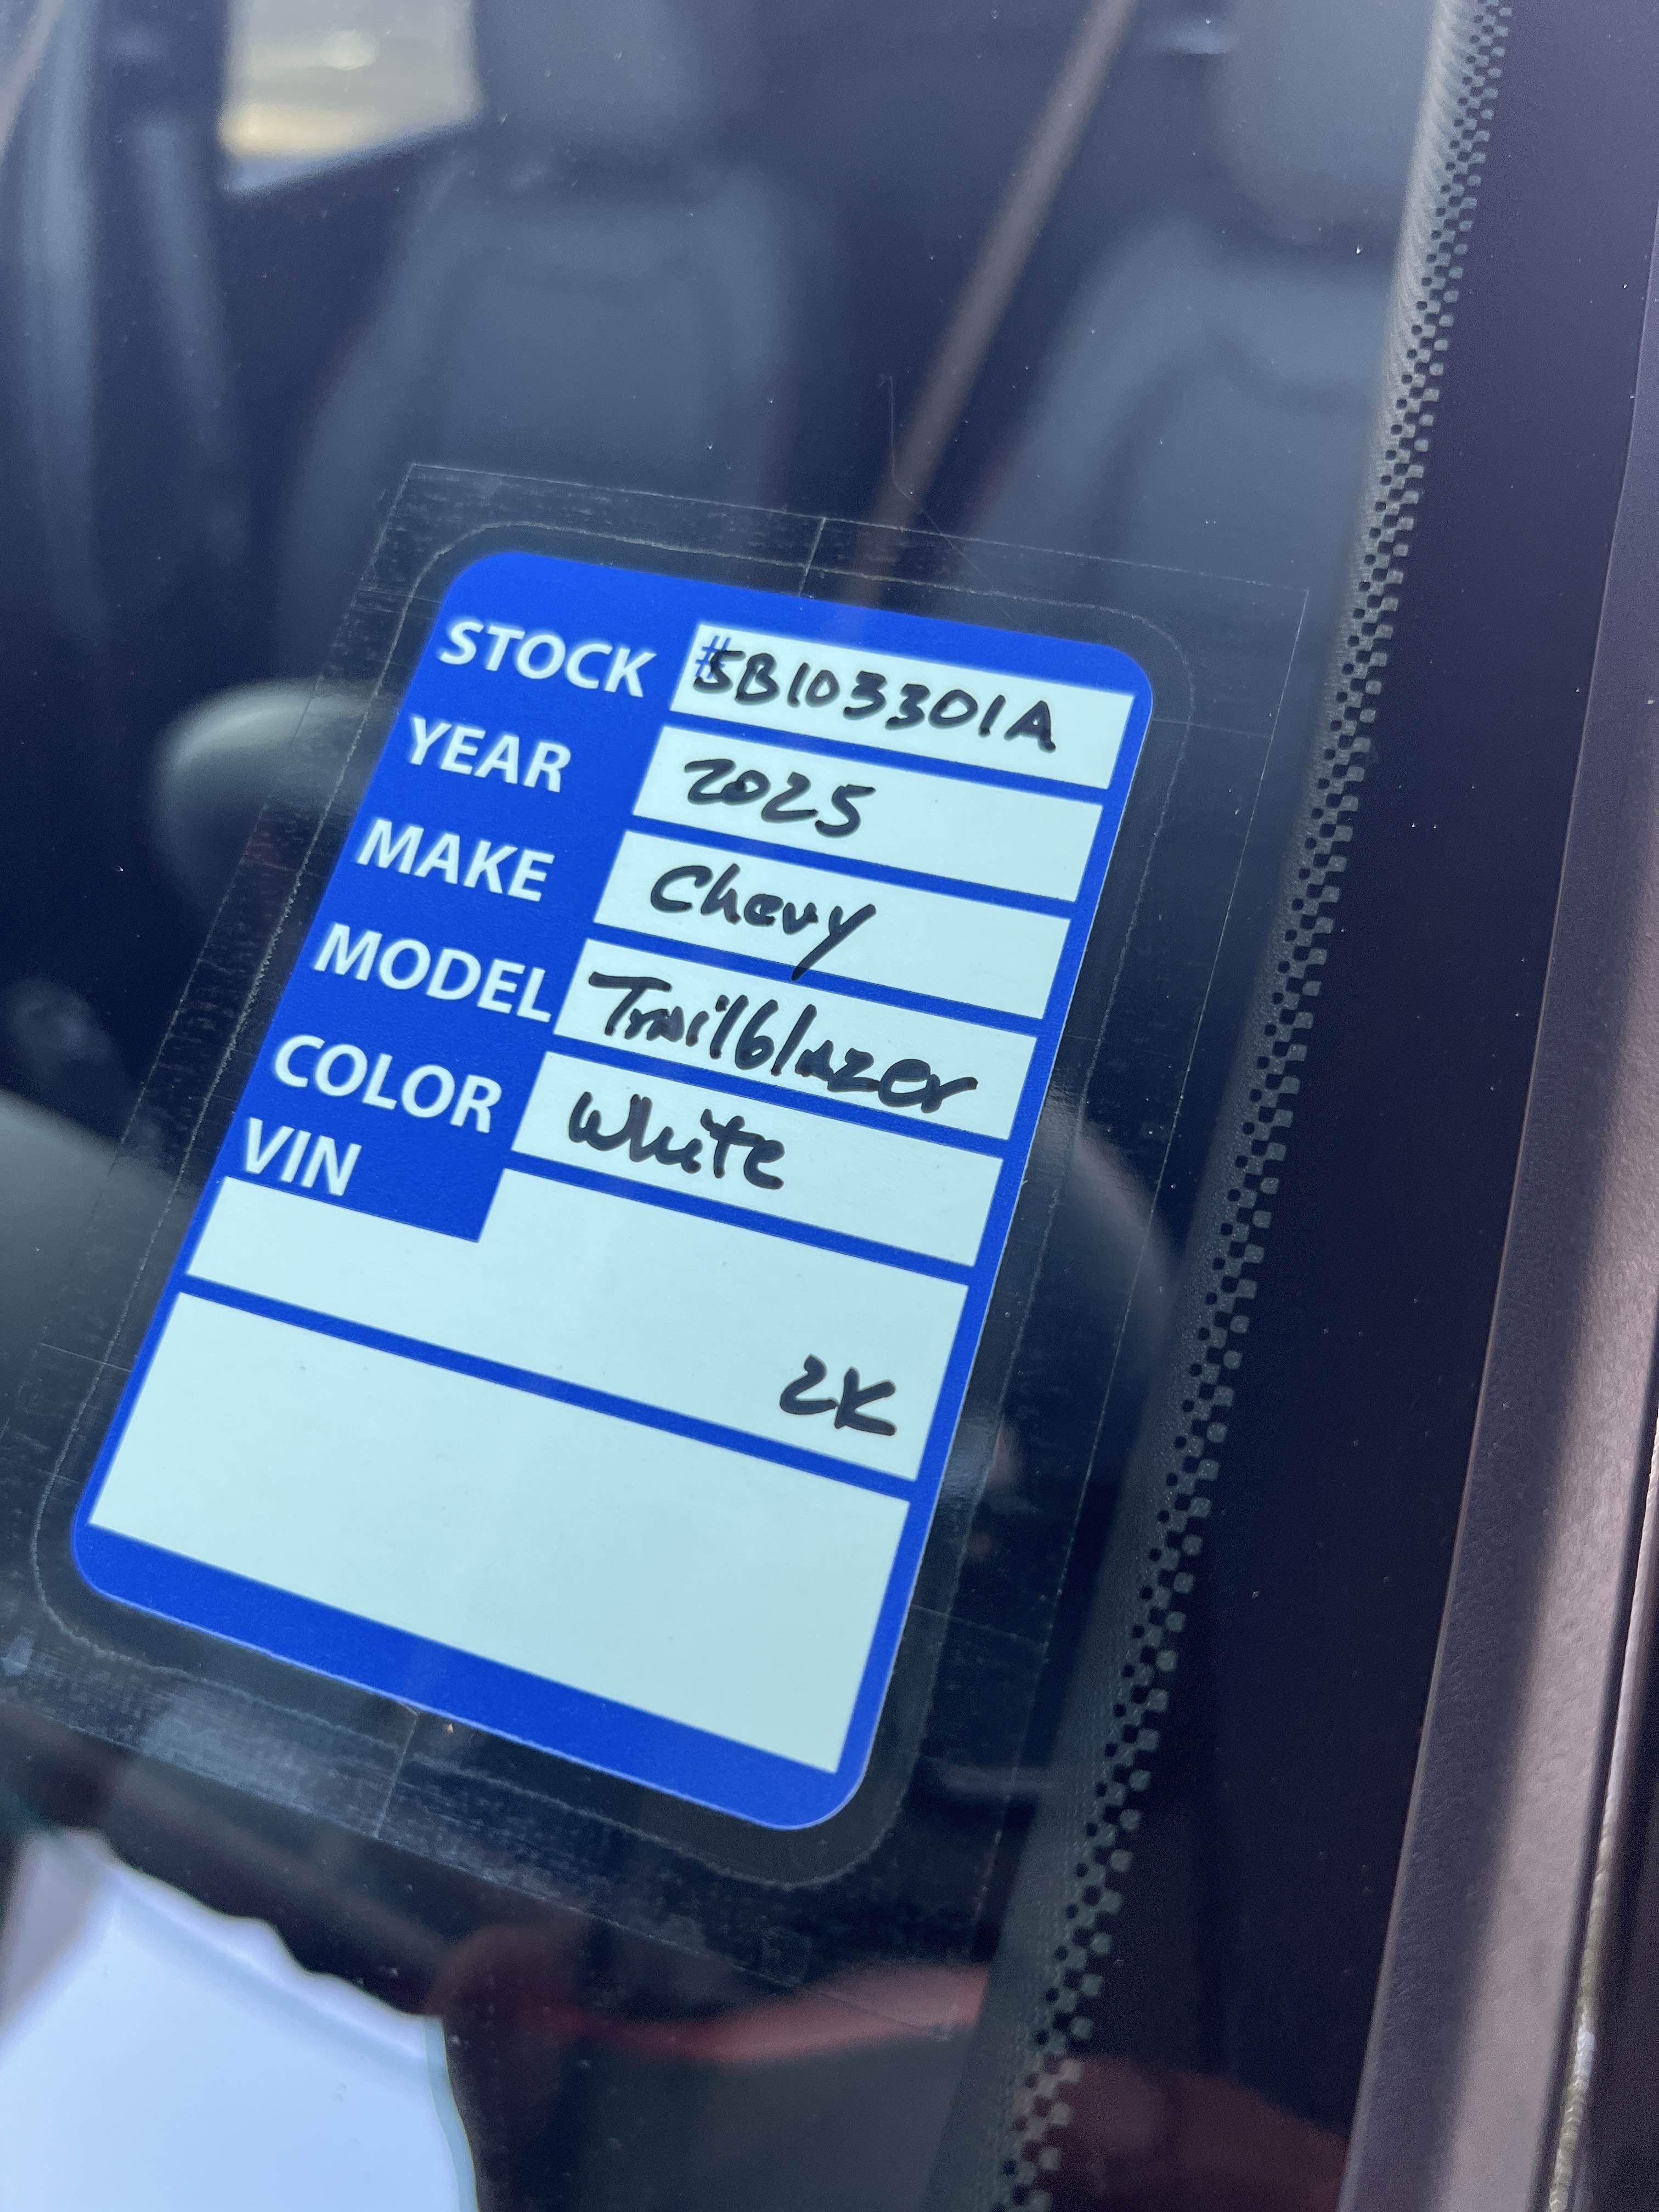 STOCK #5B103301A
YEAR 2025
MAKE Chevy
MODEL Trailblazer
COLOR White
VIN
2K